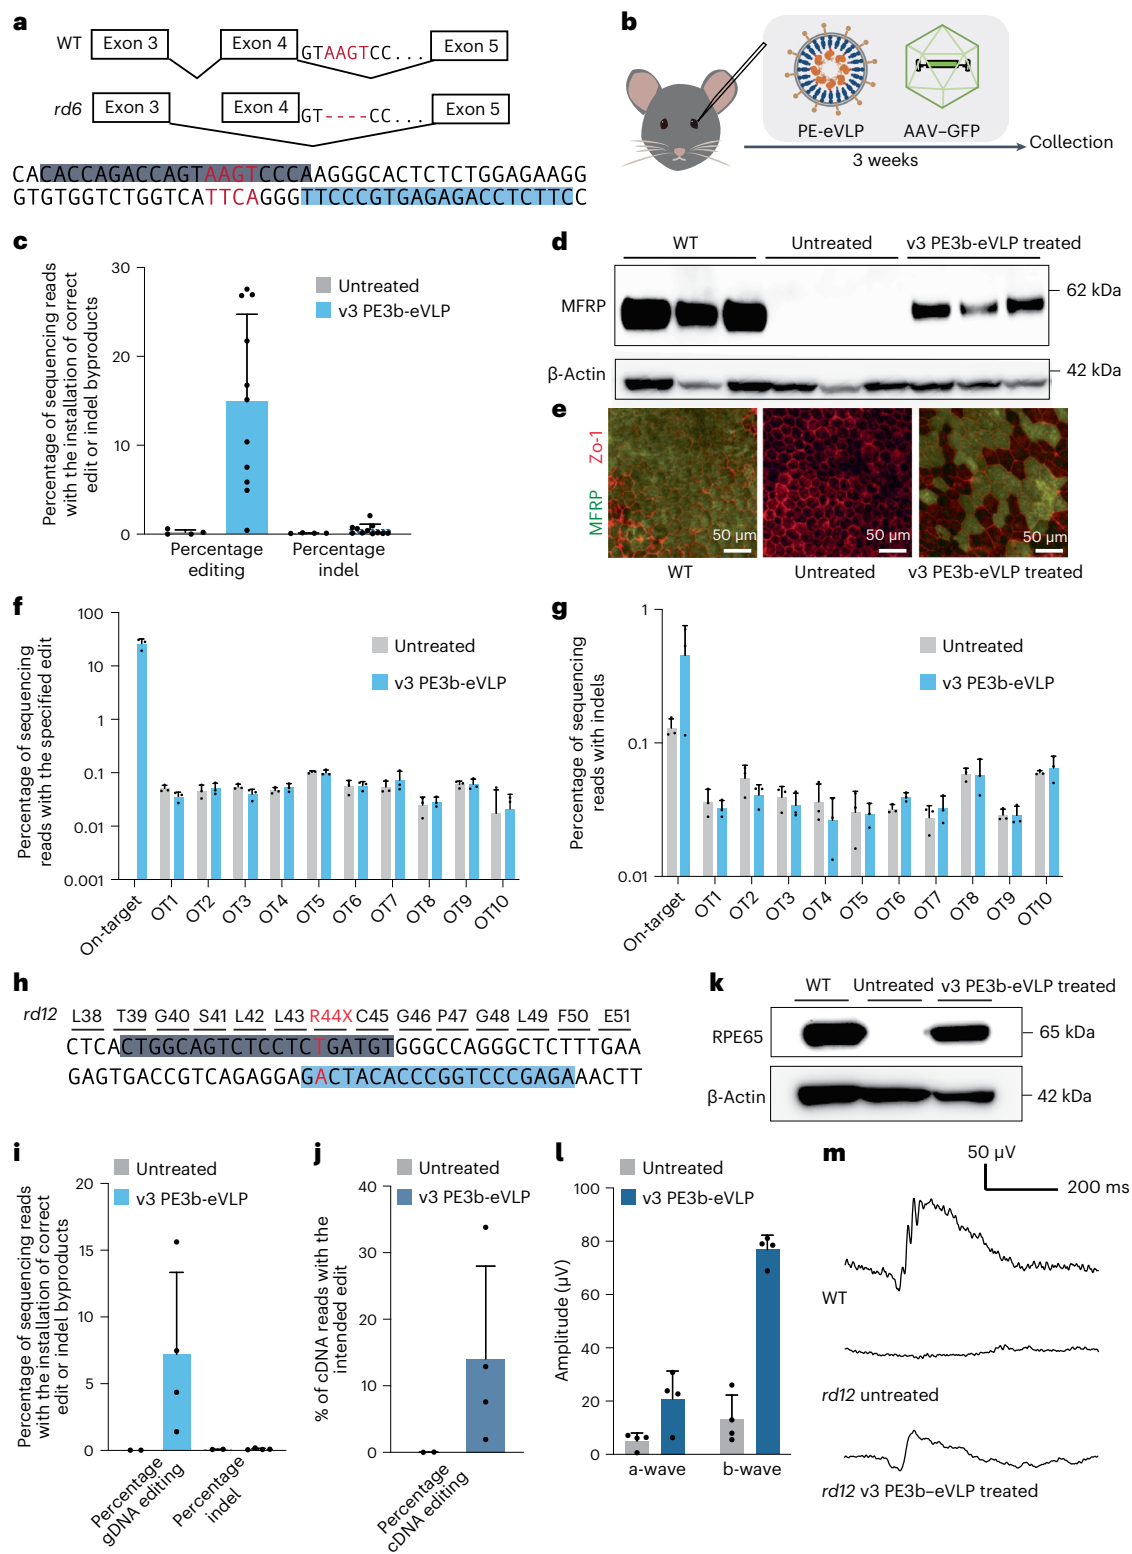 a
WT
Exon 3
Exon 4
GTAAGTCC...
Exon 5
rd6
Exon 3
Exon 4
GT----CC...
Exon 5
CACACCAGACCAGTAAGTCCCAAGGGCACTCTCTGGAGAAGG
GTGTGGTCTGGTCATTCAGGGTTCCCGTGAGAGACCTCTTCC
b
PE-eVLP
AAV–GFP
3 weeks
Collection
c
Percentage of sequencing reads
with the installation of correct
edit or indel byproducts
30
20
10
0
Untreated
v3 PE3b-eVLP
Percentage
editing
Percentage
indel
d
WT
Untreated
v3 PE3b-eVLP treated
MFRP
62 kDa
β-Actin
42 kDa
e
MFRP Zo-1
50 μm
50 μm
50 μm
WT
Untreated
v3 PE3b-eVLP treated
f
Percentage of sequencing
reads with the specified edit
100
10
1
0.1
0.01
0.001
Untreated
v3 PE3b-eVLP
On-target
OT1
OT2
OT3
OT4
OT5
OT6
OT7
OT8
OT9
OT10
g
Percentage of sequencing
reads with indels
1
0.1
0.01
Untreated
v3 PE3b-eVLP
On-target
OT1
OT2
OT3
OT4
OT5
OT6
OT7
OT8
OT9
OT10
h
rd12
L38 T39 G40 S41 L42 L43 R44X C45 G46 P47 G48 L49 F50 E51
CTCACTGGCAGTCTCCTCTGATGTGGGCCAGGGCTCTTTGAA
GAGTGACCGTCAGAGGAGACTACACCCGGTCCCGAGAAACTT
k
WT
Untreated
v3 PE3b-eVLP treated
RPE65
65 kDa
β-Actin
42 kDa
i
Percentage of sequencing reads
with the installation of correct
edit or indel byproducts
20
15
10
5
0
Untreated
v3 PE3b-eVLP
Percentage
gDNA editing
Percentage
indel
j
% of cDNA reads with the
intended edit
40
30
20
10
0
Untreated
v3 PE3b-eVLP
Percentage
cDNA editing
l
Amplitude (μV)
100
80
60
40
20
0
Untreated
v3 PE3b-eVLP
a-wave
b-wave
m
50 μV
200 ms
WT
rd12 untreated
rd12 v3 PE3b–eVLP treated